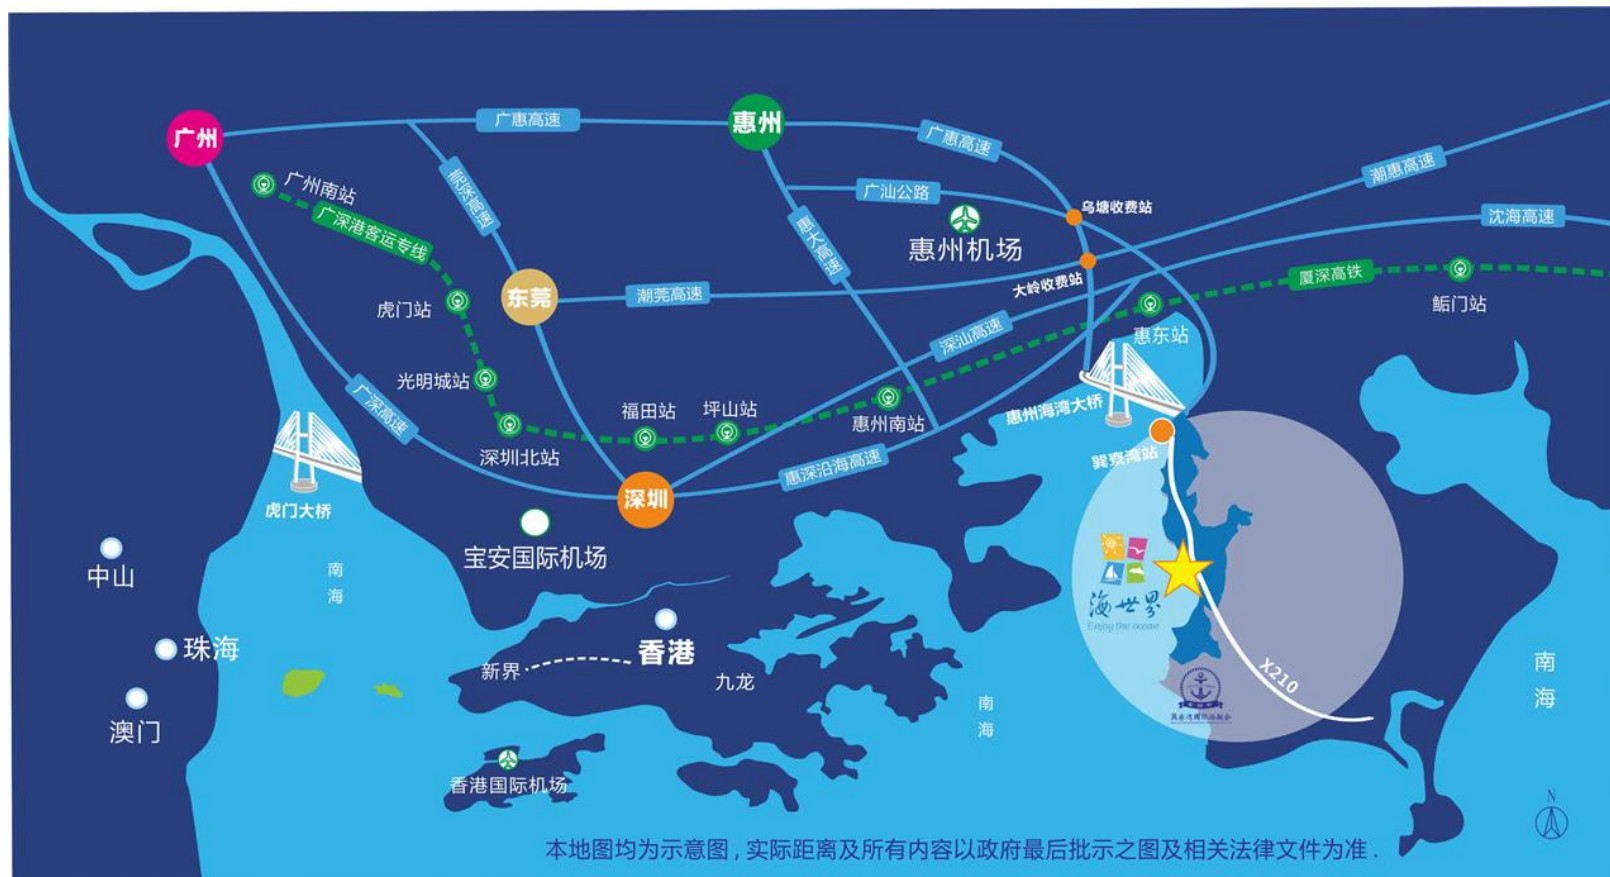 广惠高速
惠州
广州
广惠高速
潮惠高速
广州南站
广深港客运专线
莞深高速
广汕公路
乌塘收费站
沈海高速
惠大高速
惠州机场
虎门站
东莞
潮莞高速
大岭收费站
厦深高铁
鲘门站
深汕高速
惠东站
光明城站
广深高速
福田站
坪山站
惠州南站
惠州海湾大桥
深圳北站
惠深沿海高速
巽寮湾站
深圳
虎门大桥
宝安国际机场
中山
南海
海世界
Enjoy the ocean
珠海
香港
新界
九龙
X210
南海
南海
澳门
香港国际机场
N
本地图均为示意图,实际距离及所有内容以政府最后批示之图及相关法律文件为准.